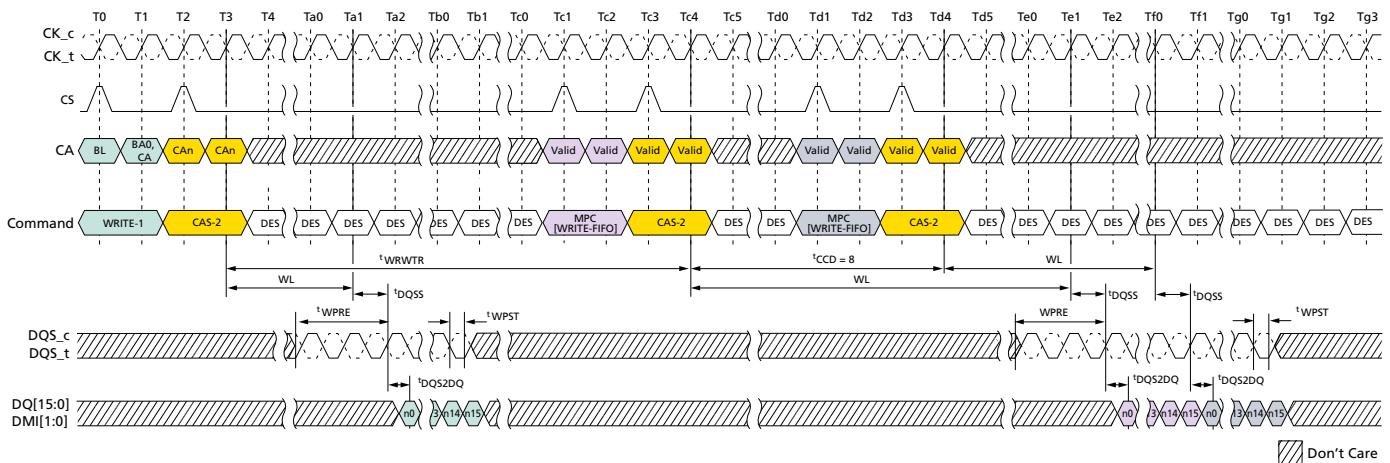 T0 T1 T2 T3 T4 Ta0 Ta1 Ta2 Tb0 Tb1 Tc0 Tc1 Tc2 Tc3 Tc4 Tc5 Td0 Td1 Td2 Td3 Td4 Td5 Te0 Te1 Te2 Tf0 Tf1 Tg0 Tg1 Tg2 Tg3
CK_c
CK_t
CS
CA BL BA0, CA CAn CAn Valid Valid Valid Valid Valid Valid Valid Valid
Command WRITE-1 CAS-2 DES DES DES DES DES DES DES MPC [WRITE-FIFO] CAS-2 DES DES MPC [WRITE-FIFO] CAS-2 DES DES DES DES DES DES DES DES DES DES
tWRWTR tCCD = 8 WL
WL WL
tDQSS tDQSS tDQSS
tWPRE tWPST WPRE tWPST
DQS_c
DQS_t
tDQS2DQ tDQS2DQ tDQS2DQ
DQ[15:0]
DMI[1:0]
n0 13 n14 n15 n0 13 n14 n15 n0 13 n14 n15
Don't Care